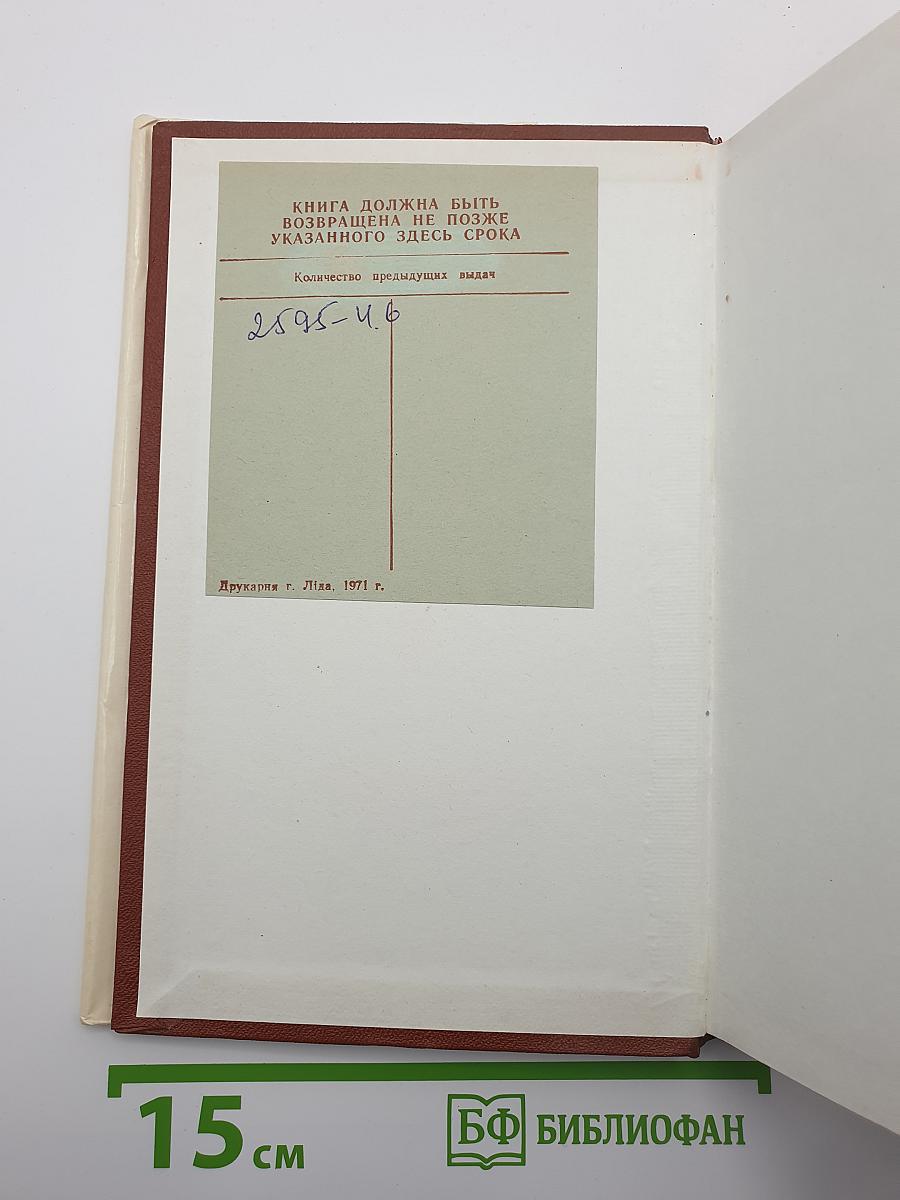 КНИГА ДОЛЖНА БЫТЬ
ВОЗВРАЩЕНА НЕ ПОЗЖЕ
УКАЗАННОГО ЗДЕСЬ СРОКА
Количество предыдущих выдач
2595-Ч.6
Друкарня г. Ліда, 1971 г.
15 см
БФ БИБЛИОФАН